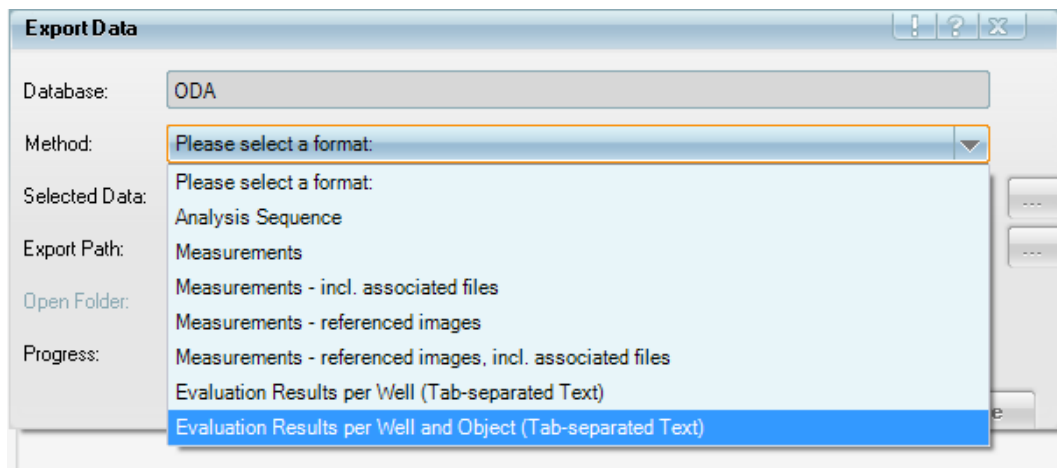 Export Data
Database: ODA
Method: Please select a format:
Please select a format:
Selected Data:
Analysis Sequence
Export Path:
Measurements
Measurements - incl. associated files
Open Folder:
Measurements - referenced images
Progress:
Measurements - referenced images, incl. associated files
Evaluation Results per Well (Tab-separated Text)
Evaluation Results per Well and Object (Tab-separated Text)